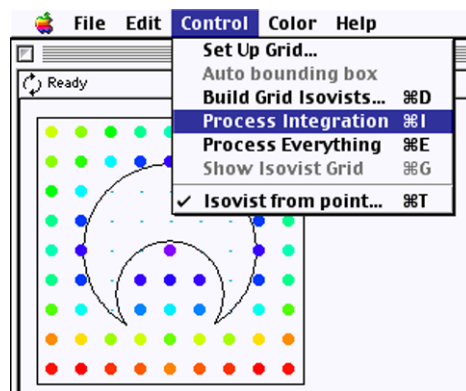 File Edit Control Color Help
Set Up Grid...
Ready
Auto bounding box
Build Grid Isovists... ⌘D
Process Integration ⌘I
Process Everything ⌘E
Show Isovist Grid ⌘G
✓ Isovist from point... ⌘T